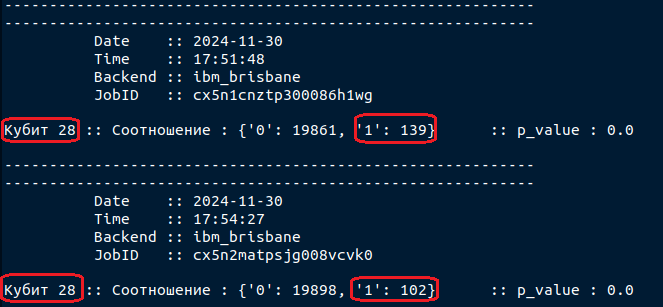 -----------------------------------------------------------
-----------------------------------------------------------
Date :: 2024-11-30
Time :: 17:51:48
Backend :: ibm_brisbane
JobID :: cx5n1cnztp300086h1wg
Кубит 28 :: Соотношение : {'0': 19861, '1': 139} :: p_value : 0.0
-----------------------------------------------------------
-----------------------------------------------------------
Date :: 2024-11-30
Time :: 17:54:27
Backend :: ibm_brisbane
JobID :: cx5n2matpsjg008vcvk0
Кубит 28 :: Соотношение : {'0': 19898, '1': 102} :: p_value : 0.0